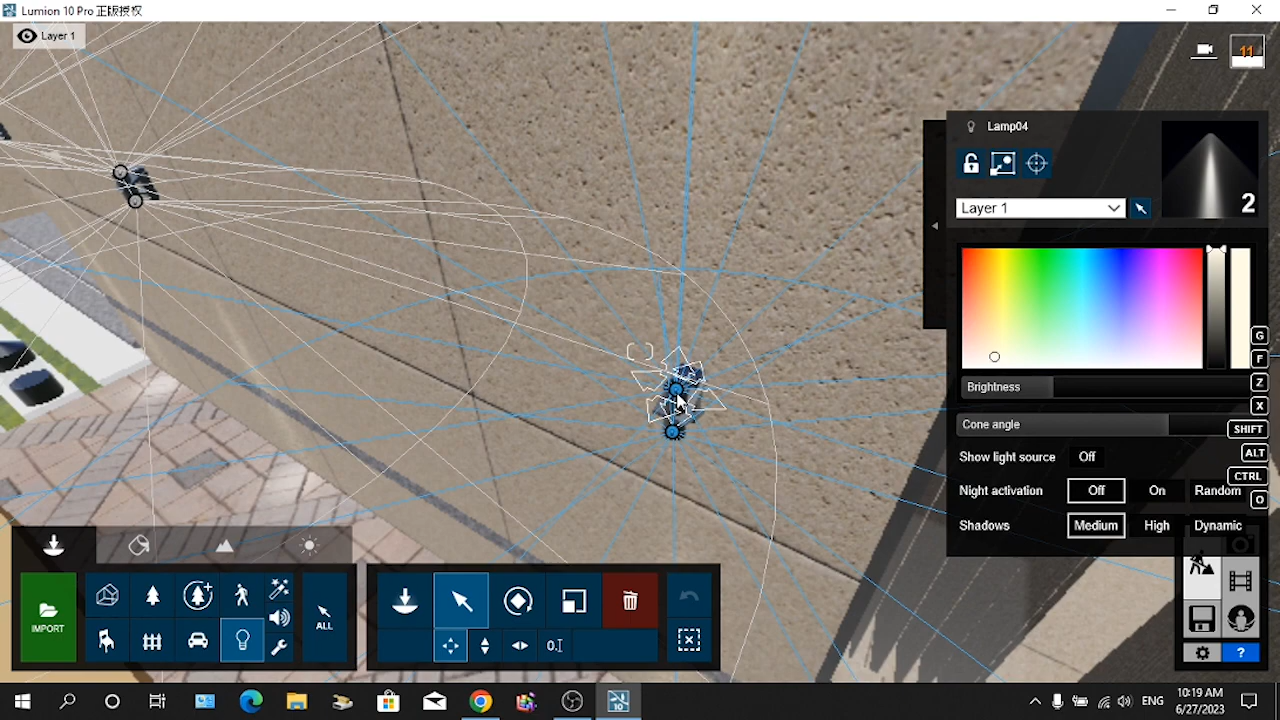 Lumion 10 Pro 正版授权
Layer 1
11
Lamp04
2
Layer 1
G
F
Z
Brightness
X
Cone angle
SHIFT
Show light source Off
ALT
CTRL
Night activation Off On Random
O
Shadows Medium High Dynamic
IMPORT
ALL
?
10
ENG
10:19 AM
6/27/2023